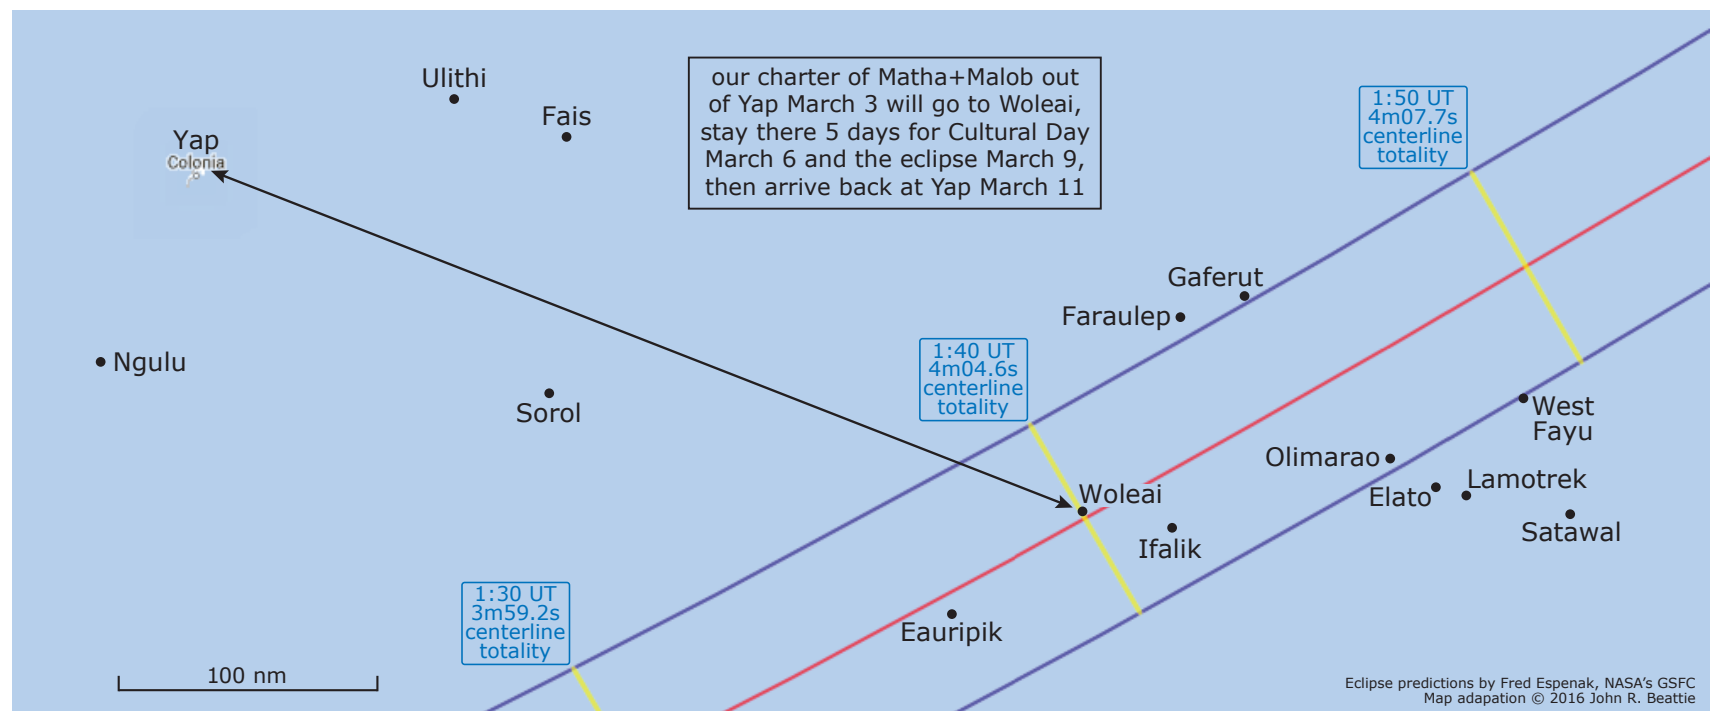 our charter of Matha+Malob out
of Yap March 3 will go to Woleai,
stay there 5 days for Cultural Day
March 6 and the eclipse March 9,
then arrive back at Yap March 11
Ulithi
Fais
Yap
Colonia
1:50 UT
4m07.7s
centerline
totality
Gaferut
Faraulep
Ngulu
Sorol
1:40 UT
4m04.6s
centerline
totality
West
Fayu
Olimarao
Elato
Lamotrek
Satawal
Woleai
Ifalik
1:30 UT
3m59.2s
centerline
totality
Eauripik
100 nm
Eclipse predictions by Fred Espenak, NASA's GSFC
Map adapation © 2016 John R. Beattie